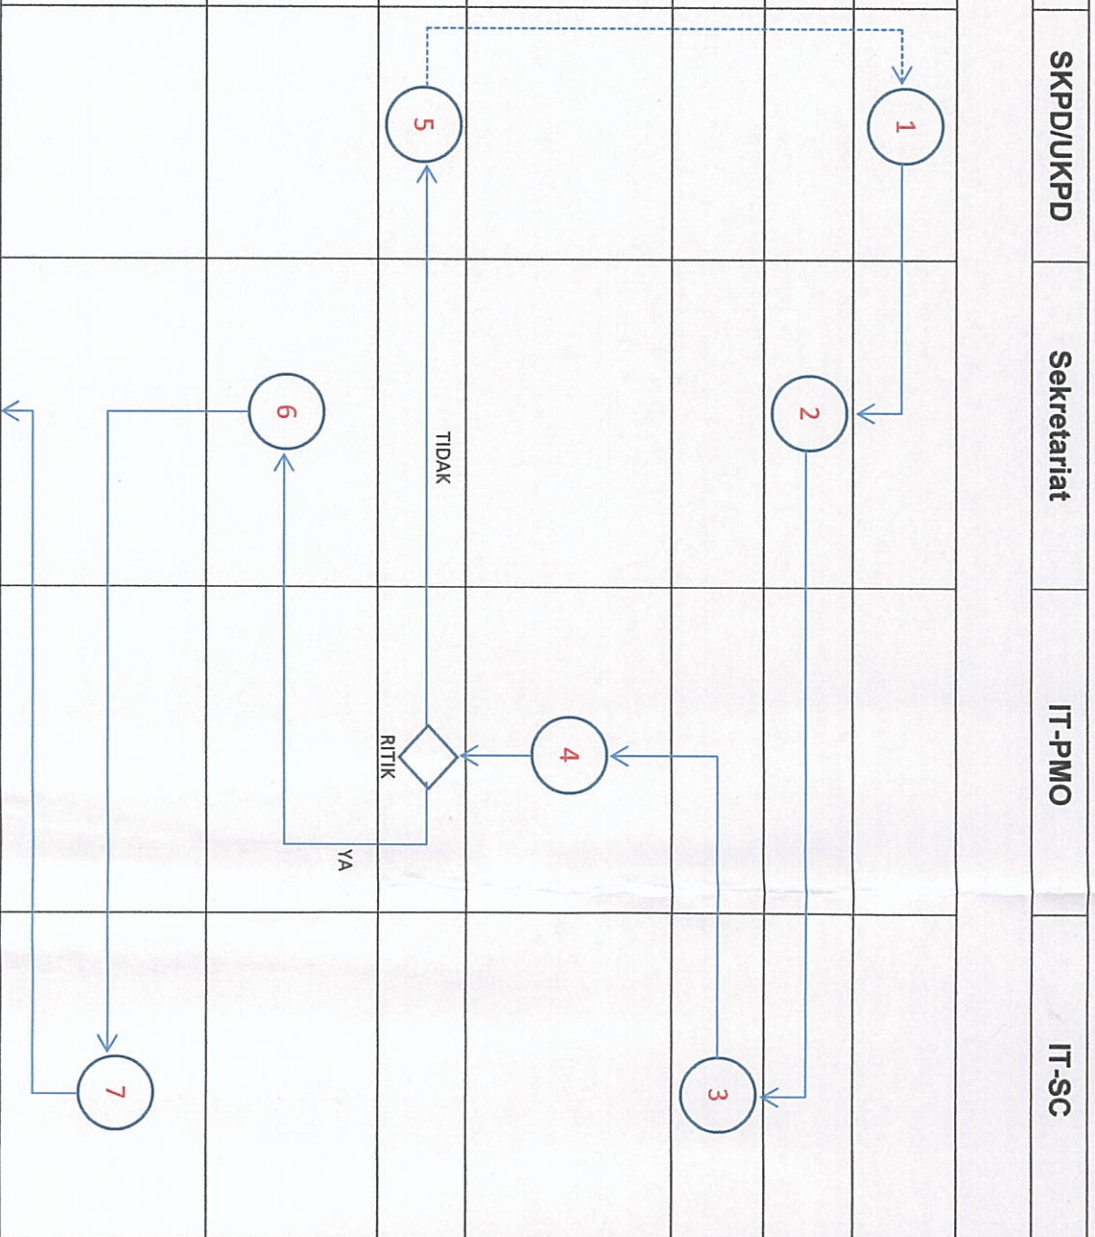 SKPD/UKPD
Sekretariat
IT-PMO
IT-SC
1
2
3
4
TIDAK
RITIK
5
YA
6
7